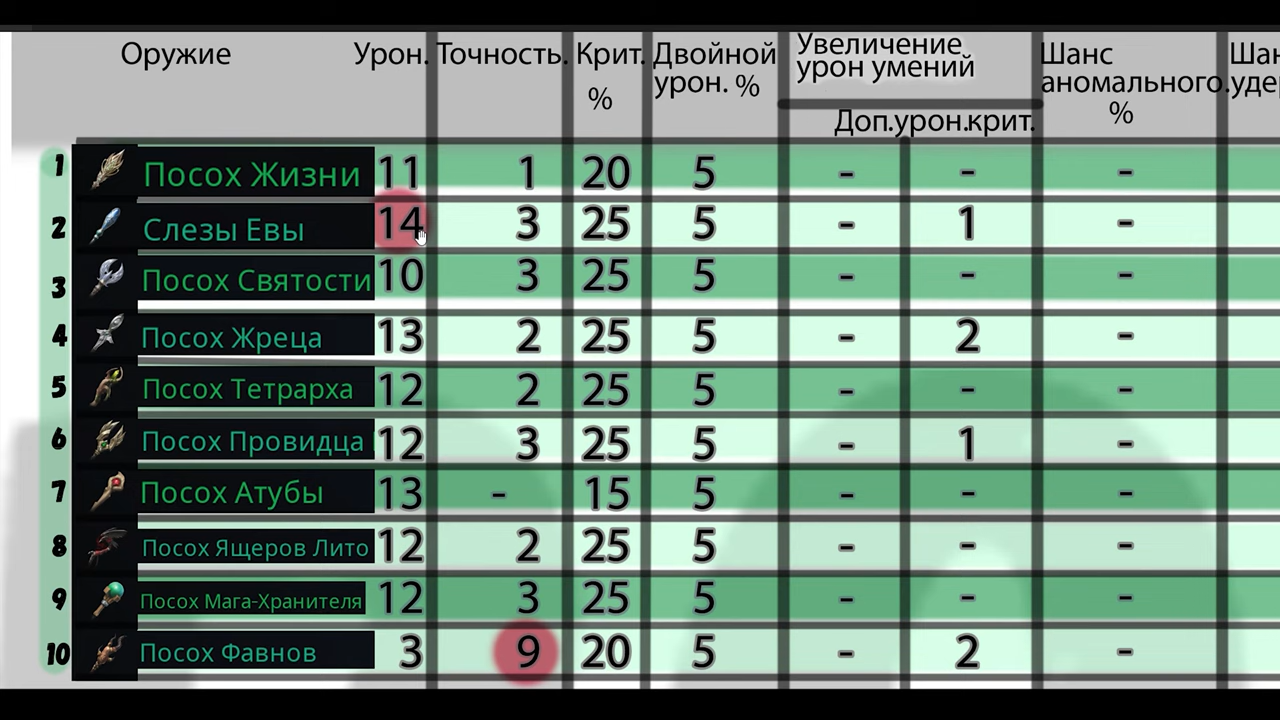 Оружие Урон. Точность. Крит. % Двойной урон. % Увеличение урон умений Доп.урон.крит. Шанс аномального. %
1 Посох Жизни 11 1 20 5 - - -
2 Слезы Евы 14 3 25 5 - 1 -
3 Посох Святости 10 3 25 5 - - -
4 Посох Жреца 13 2 25 5 - 2 -
5 Посох Тетрарха 12 2 25 5 - - -
6 Посох Провидца 12 3 25 5 - 1 -
7 Посох Атубы 13 - 15 5 - - -
8 Посох Ящеров Лито 12 2 25 5 - - -
9 Посох Мага-Хранителя 12 3 25 5 - - -
10 Посох Фавнов 3 9 20 5 - 2 -